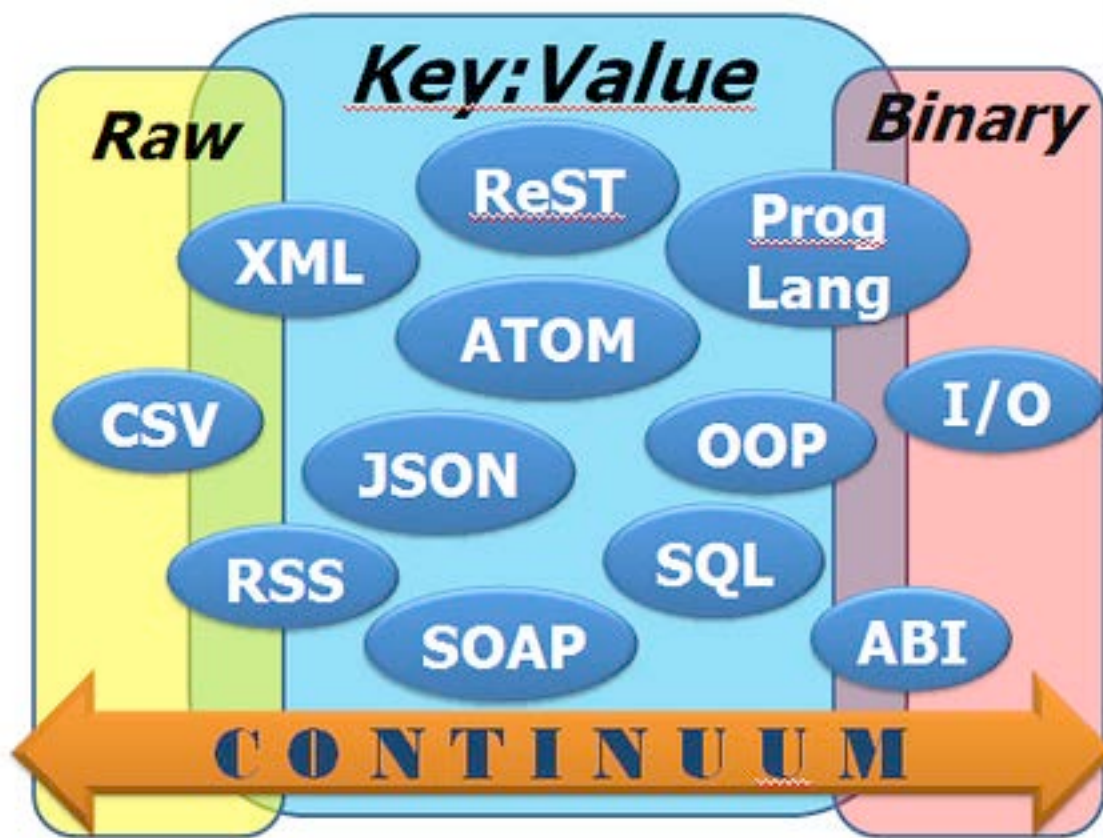 Key:Value
Raw
Binary
ReST
Prog
Lang
XML
ATOM
CSV
I/O
OOP
JSON
SQL
RSS
SOAP
ABI
CONTINUUM